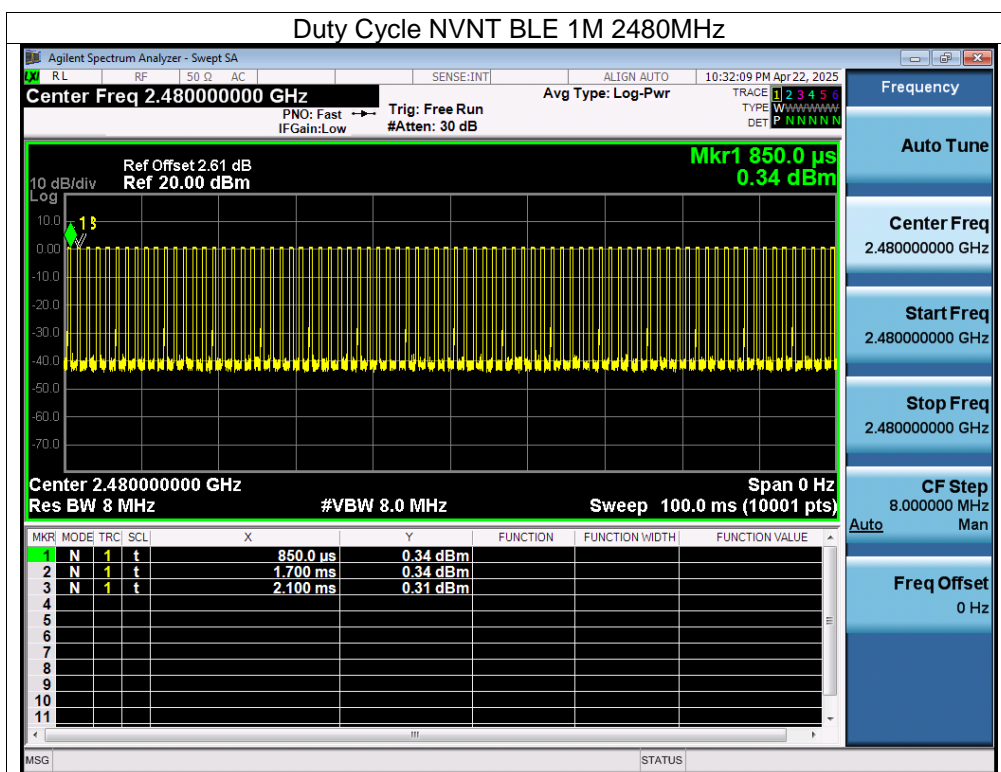 Duty Cycle NVNT BLE 1M 2480MHz
Agilent Spectrum Analyzer - Swept SA
LXI RL RF 50 Ω AC SENSE:INT ALIGN AUTO 10:32:09 PM Apr 22, 2025
Center Freq 2.480000000 GHz Avg Type: Log-Pwr TRACE 1 2 3 4 5 6
PNO: Fast Trig: Free Run TYPE WWWWWW
IFGain:Low #Atten: 30 dB DET P N N N N N
Frequency
Mkr1 850.0 µs
0.34 dBm
Ref Offset 2.61 dB
10 dB/div Ref 20.00 dBm
Log
10.0
0.00
-10.0
-20.0
-30.0
-40.0
-50.0
-60.0
-70.0
1
Center 2.480000000 GHz Span 0 Hz
Res BW 8 MHz #VBW 8.0 MHz Sweep 100.0 ms (10001 pts)
MKR MODE TRC SCL X Y FUNCTION FUNCTION WIDTH FUNCTION VALUE
1 N 1 t 850.0 µs 0.34 dBm
2 N 1 t 1.700 ms 0.34 dBm
3 N 1 t 2.100 ms 0.31 dBm
4
5
6
7
8
9
10
11
MSG STATUS
Auto Tune
Center Freq
2.480000000 GHz
Start Freq
2.480000000 GHz
Stop Freq
2.480000000 GHz
CF Step
8.000000 MHz
Auto Man
Freq Offset
0 Hz